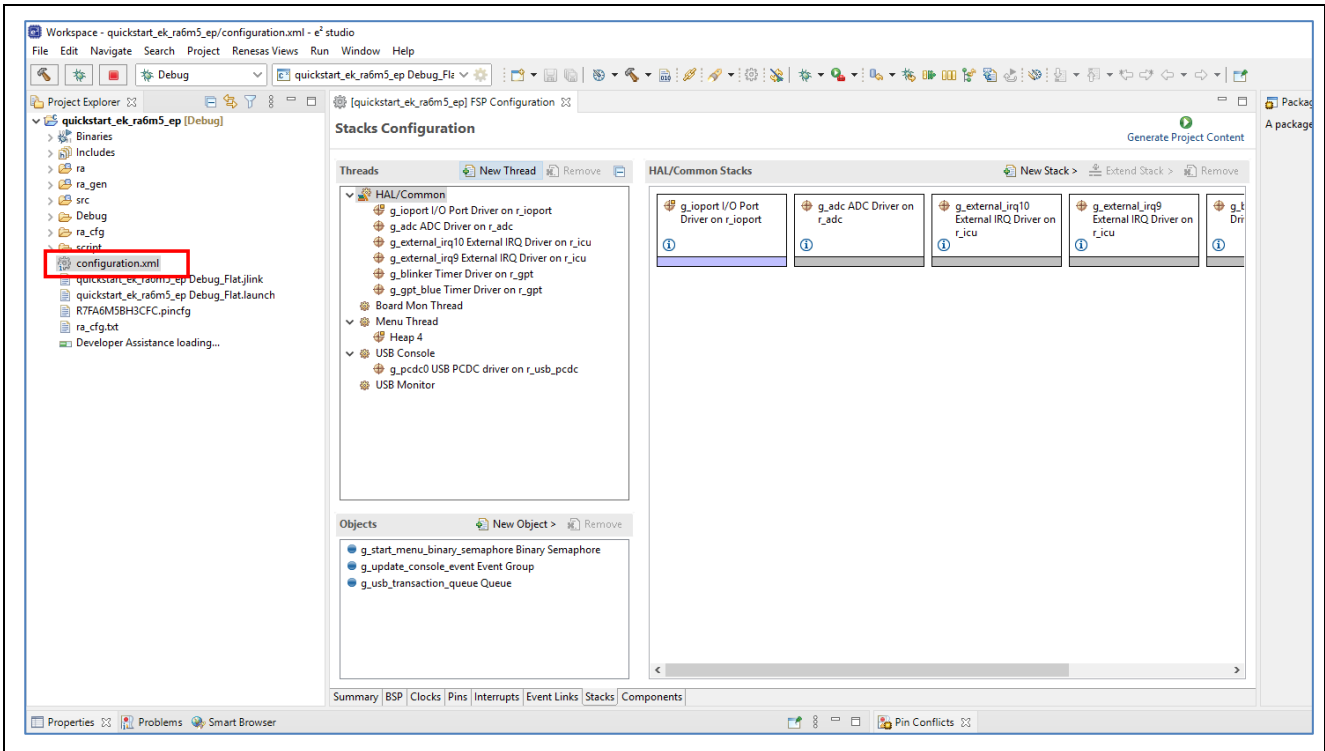 Workspace - quickstart_ek_ra6m5_ep/configuration.xml - e² studio
File Edit Navigate Search Project Renesas Views Run Window Help
Debug
quickstart_ek_ra6m5_ep Debug_Fla
Project Explorer
quickstart_ek_ra6m5_ep [Debug]
Binaries
Includes
ra
ra_gen
src
Debug
ra_cfg
script
configuration.xml
quickstart_ek_ra6m5_ep Debug_Flat.jlink
quickstart_ek_ra6m5_ep Debug_Flat.launch
R7FA6M5BH3CFC.pincfg
ra_cfg.txt
Developer Assistance loading...
[quickstart_ek_ra6m5_ep] FSP Configuration
Stacks Configuration
Generate Project Content
Threads
New Thread
Remove
HAL/Common
g_ioport I/O Port Driver on r_ioport
g_adc ADC Driver on r_adc
g_external_irq10 External IRQ Driver on r_icu
g_external_irq9 External IRQ Driver on r_icu
g_blinker Timer Driver on r_gpt
g_gpt_blue Timer Driver on r_gpt
Board Mon Thread
Menu Thread
Heap 4
USB Console
g_pcdc0 USB PCDC driver on r_usb_pcdc
USB Monitor
Objects
New Object >
Remove
g_start_menu_binary_semaphore Binary Semaphore
g_update_console_event Event Group
g_usb_transaction_queue Queue
HAL/Common Stacks
New Stack >
Extend Stack >
Remove
g_ioport I/O Port
Driver on r_ioport
g_adc ADC Driver on
r_adc
g_external_irq10
External IRQ Driver on
r_icu
g_external_irq9
External IRQ Driver on
r_icu
g_b
Dri
Summary BSP Clocks Pins Interrupts Event Links Stacks Components
Packag
A package
Properties
Problems
Smart Browser
Pin Conflicts